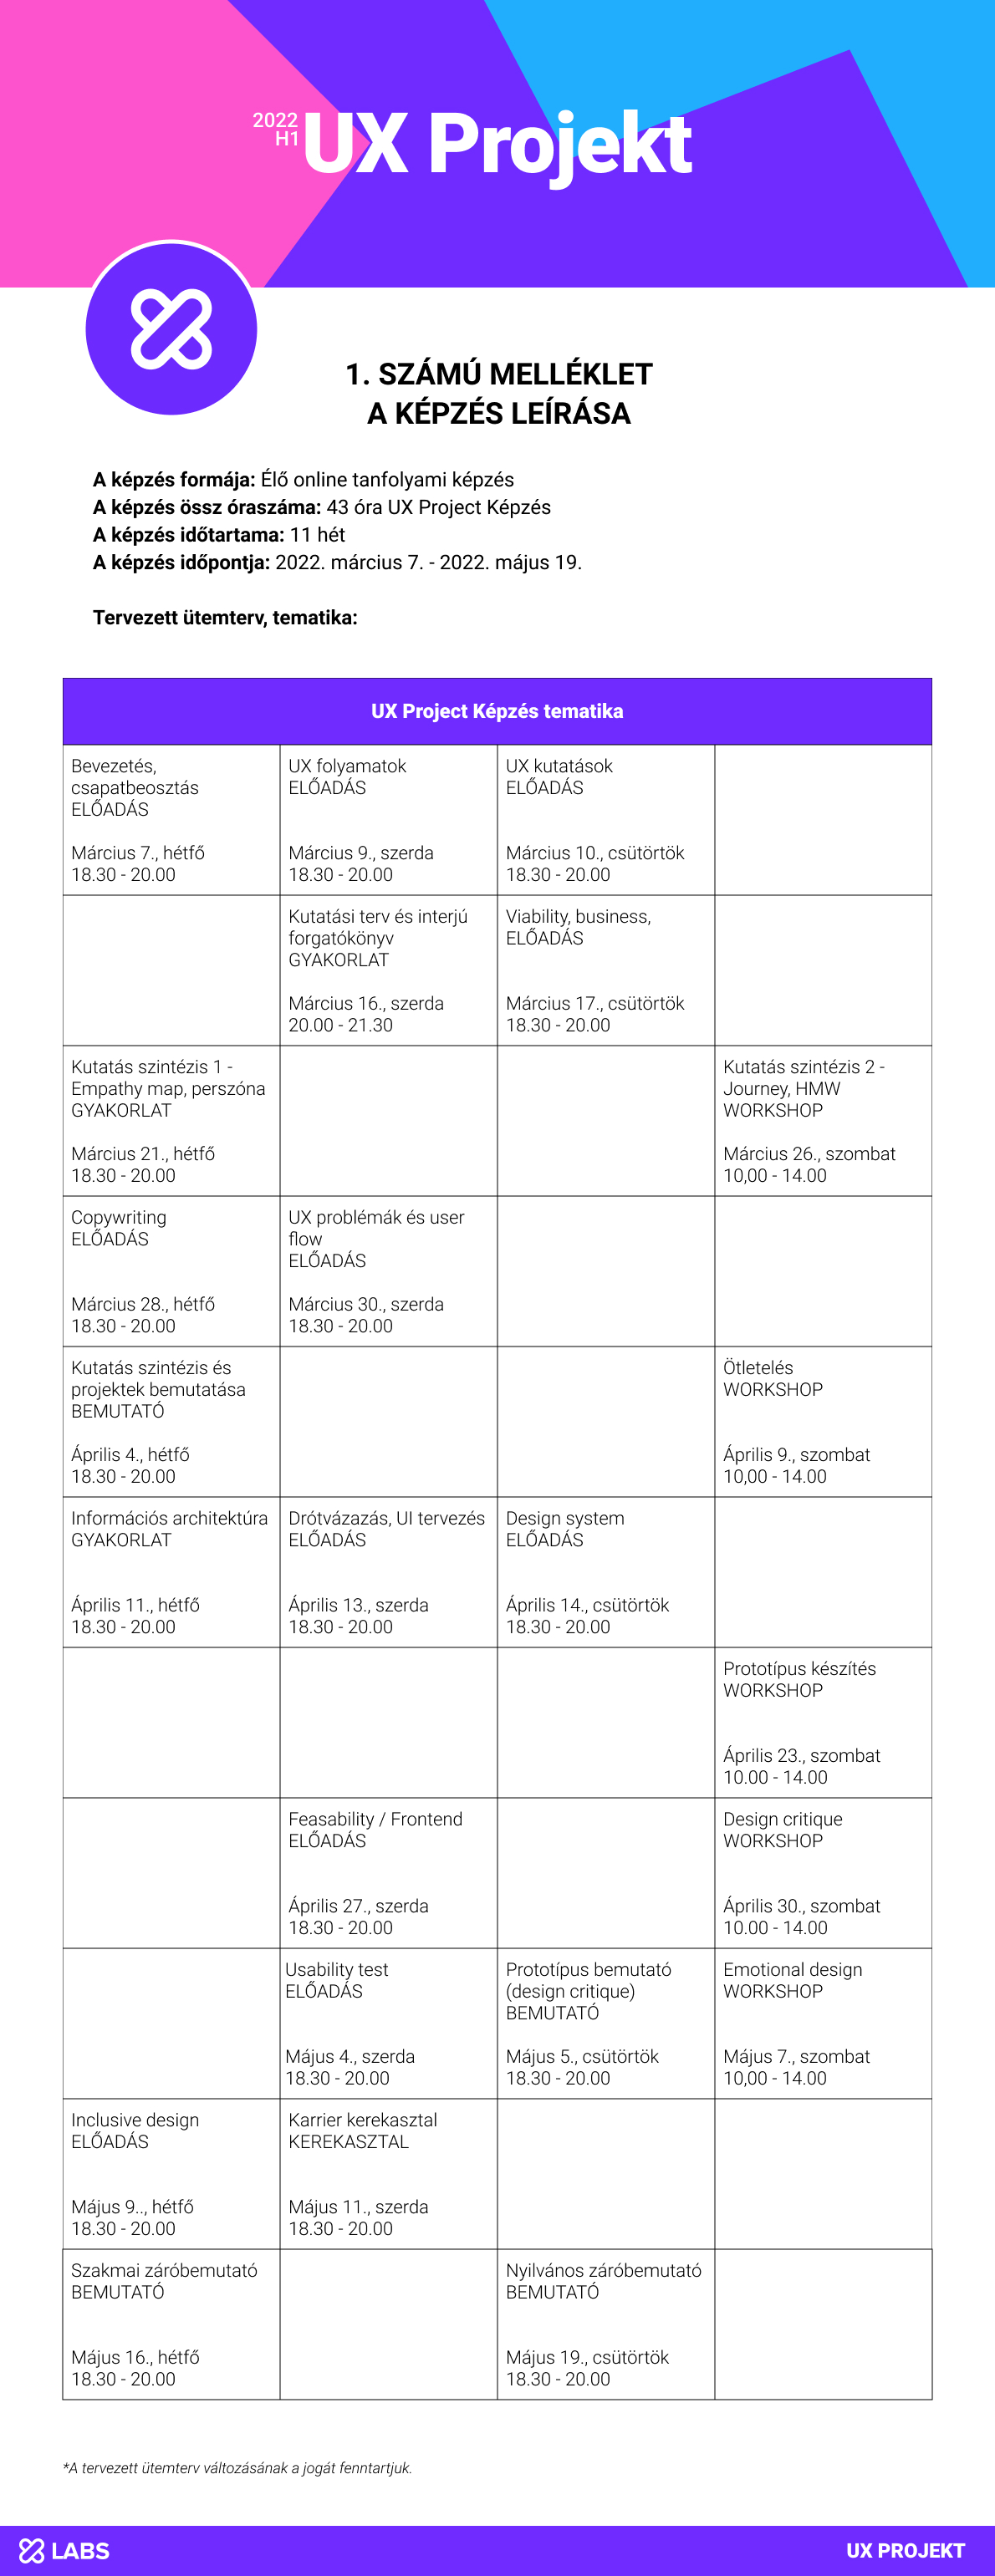 2022
H1
UX Projekt
1. SZÁMÚ MELLÉKLET
A KÉPZÉS LEÍRÁSA
A képzés formája: Élő online tanfolyami képzés
A képzés össz óraszáma: 43 óra UX Project Képzés
A képzés időtartama: 11 hét
A képzés időpontja: 2022. március 7. - 2022. május 19.
Tervezett ütemterv, tematika:
UX Project Képzés tematika
Bevezetés,
csapatbeosztás
ELŐADÁS
Március 7., hétfő
18.30 - 20.00
UX folyamatok
ELŐADÁS
Március 9., szerda
18.30 - 20.00
UX kutatások
ELŐADÁS
Március 10., csütörtök
18.30 - 20.00
Kutatási terv és interjú
forgatókönyv
GYAKORLAT
Március 16., szerda
20.00 - 21.30
Viability, business,
ELŐADÁS
Március 17., csütörtök
18.30 - 20.00
Kutatás szintézis 1 -
Empathy map, perszóna
GYAKORLAT
Március 21., hétfő
18.30 - 20.00
Kutatás szintézis 2 -
Journey, HMW
WORKSHOP
Március 26., szombat
10,00 - 14.00
Copywriting
ELŐADÁS
Március 28., hétfő
18.30 - 20.00
UX problémák és user
flow
ELŐADÁS
Március 30., szerda
18.30 - 20.00
Kutatás szintézis és
projektek bemutatása
BEMUTATÓ
Április 4., hétfő
18.30 - 20.00
Ötletelés
WORKSHOP
Április 9., szombat
10,00 - 14.00
Információs architektúra
GYAKORLAT
Április 11., hétfő
18.30 - 20.00
Drótvázazás, UI tervezés
ELŐADÁS
Április 13., szerda
18.30 - 20.00
Design system
ELŐADÁS
Április 14., csütörtök
18.30 - 20.00
Prototípus készítés
WORKSHOP
Április 23., szombat
10.00 - 14.00
Feasability / Frontend
ELŐADÁS
Április 27., szerda
18.30 - 20.00
Design critique
WORKSHOP
Április 30., szombat
10.00 - 14.00
Usability test
ELŐADÁS
Május 4., szerda
18.30 - 20.00
Prototípus bemutató
(design critique)
BEMUTATÓ
Május 5., csütörtök
18.30 - 20.00
Emotional design
WORKSHOP
Május 7., szombat
10,00 - 14.00
Inclusive design
ELŐADÁS
Május 9.., hétfő
18.30 - 20.00
Karrier kerekasztal
KEREKASZTAL
Május 11., szerda
18.30 - 20.00
Szakmai záróbemutató
BEMUTATÓ
Május 16., hétfő
18.30 - 20.00
Nyilvános záróbemutató
BEMUTATÓ
Május 19., csütörtök
18.30 - 20.00
*A tervezett ütemterv változásának a jogát fenntartjuk.
LABS
UX PROJEKT